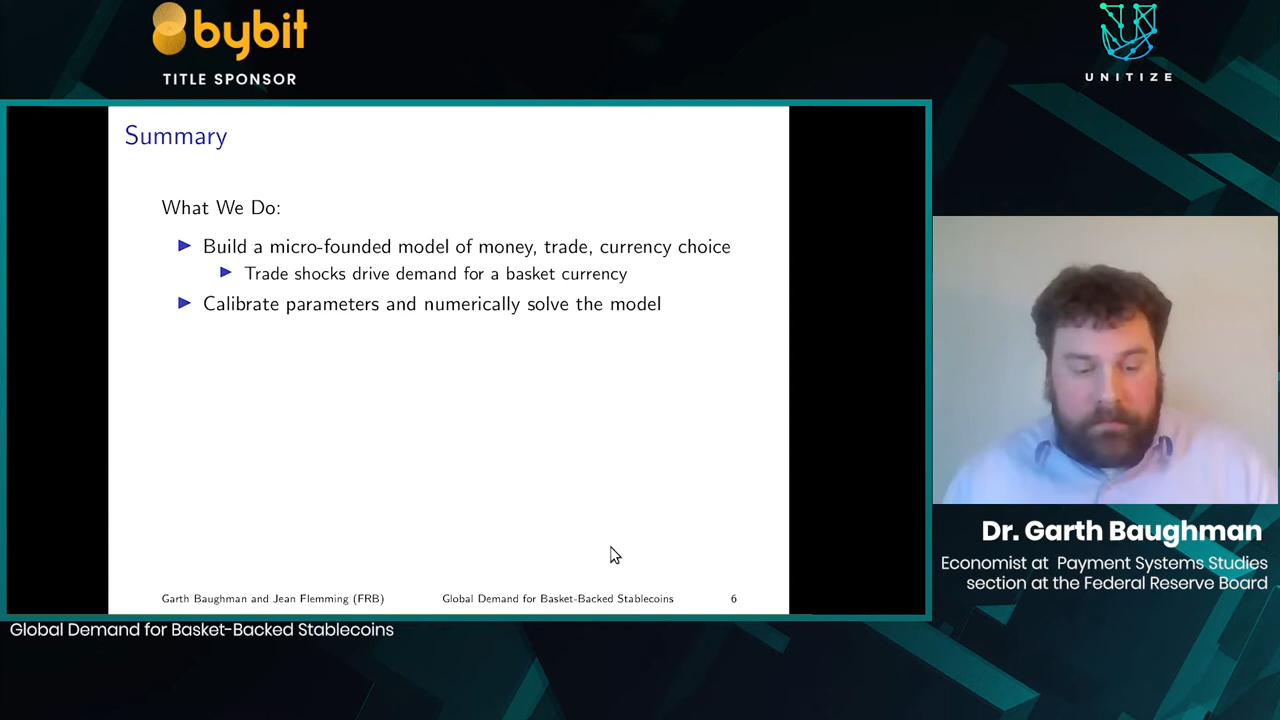 bybit
TITLE SPONSOR
UNITIZE
Summary
What We Do:
Build a micro-founded model of money, trade, currency choice
Trade shocks drive demand for a basket currency
Calibrate parameters and numerically solve the model
Garth Baughman and Jean Flemming (FRB) Global Demand for Basket-Backed Stablecoins 6
Dr. Garth Baughman
Economist at Payment Systems Studies
section at the Federal Reserve Board
Global Demand for Basket-Backed Stablecoins